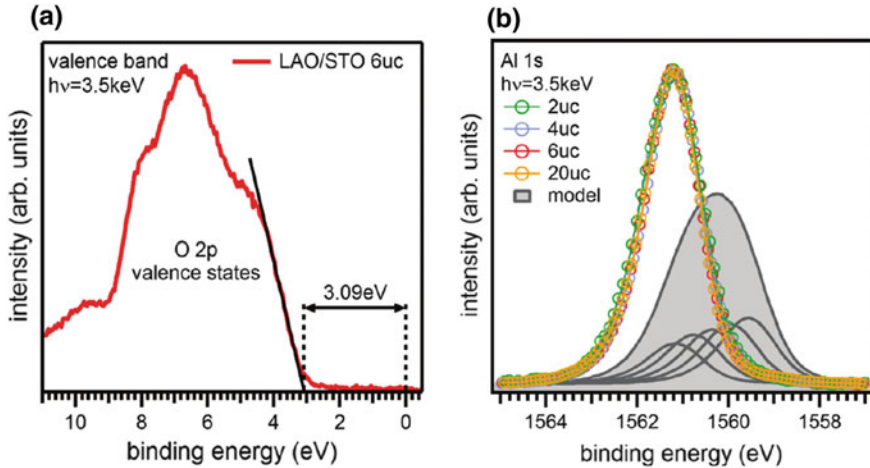 (a)
valence band
hν=3.5keV
LAO/STO 6uc
O 2p
valence states
3.09eV
intensity (arb. units)
10
8
6
4
2
0
binding energy (eV)
(b)
Al 1s
hν=3.5keV
2uc
4uc
6uc
20uc
model
intensity (arb. units)
1564
1562
1560
1558
binding energy (eV)